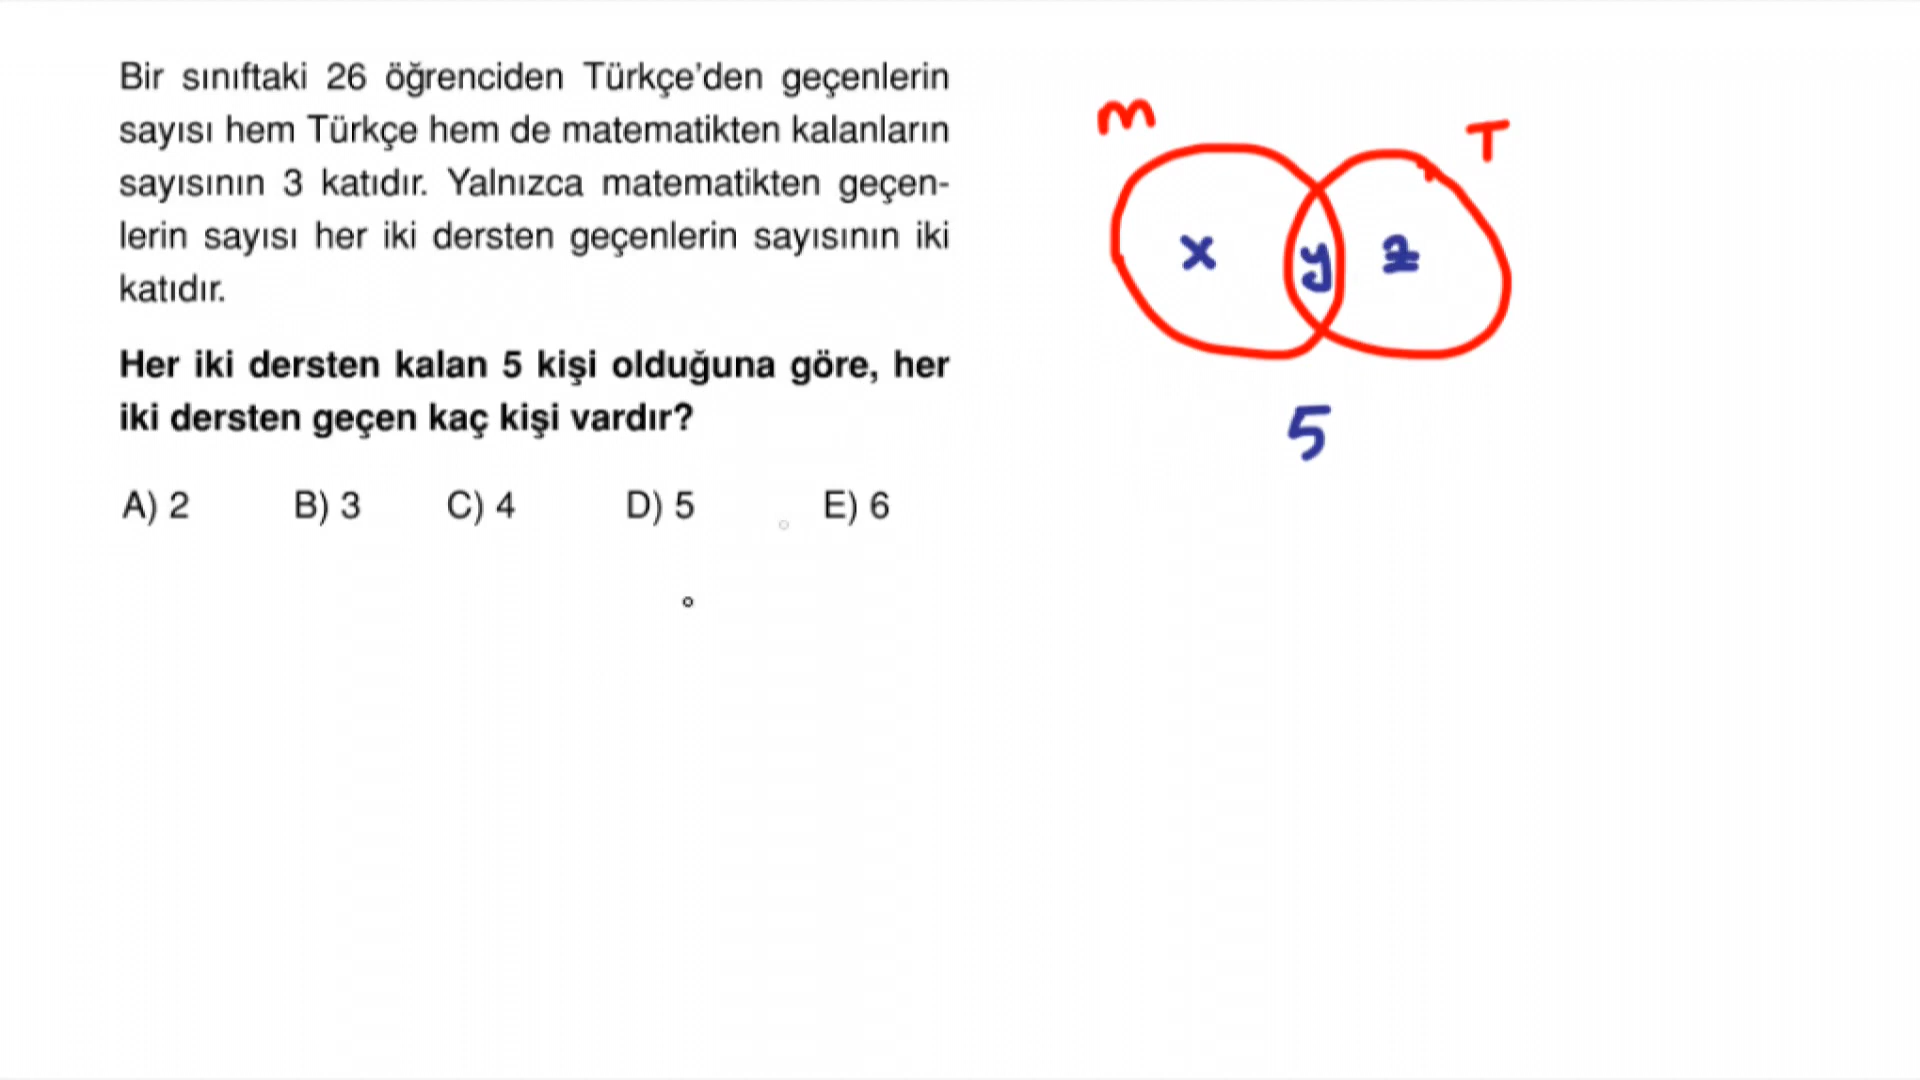 Bir sınıftaki 26 öğrenciden Türkçe'den geçenlerin
sayısı hem Türkçe hem de matematikten kalanların
sayısının 3 katıdır. Yalnızca matematikten geçen-
lerin sayısı her iki dersten geçenlerin sayısının iki
katıdır.
Her iki dersten kalan 5 kişi olduğuna göre, her
iki dersten geçen kaç kişi vardır?
A) 2 B) 3 C) 4 D) 5 E) 6
M T
x y z
5